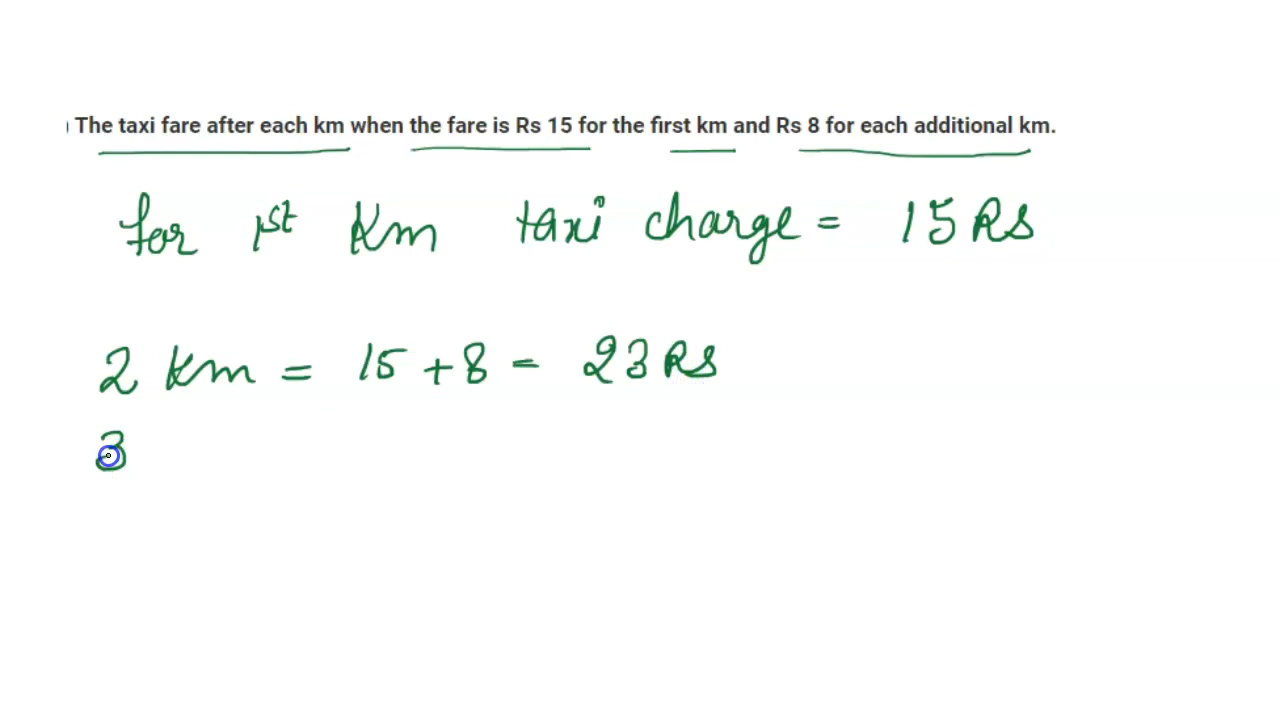 The taxi fare after each km when the fare is Rs 15 for the first km and Rs 8 for each additional km.
for 1st Km taxi charge = 15 Rs
2 Km = 15 + 8 = 23 Rs
3